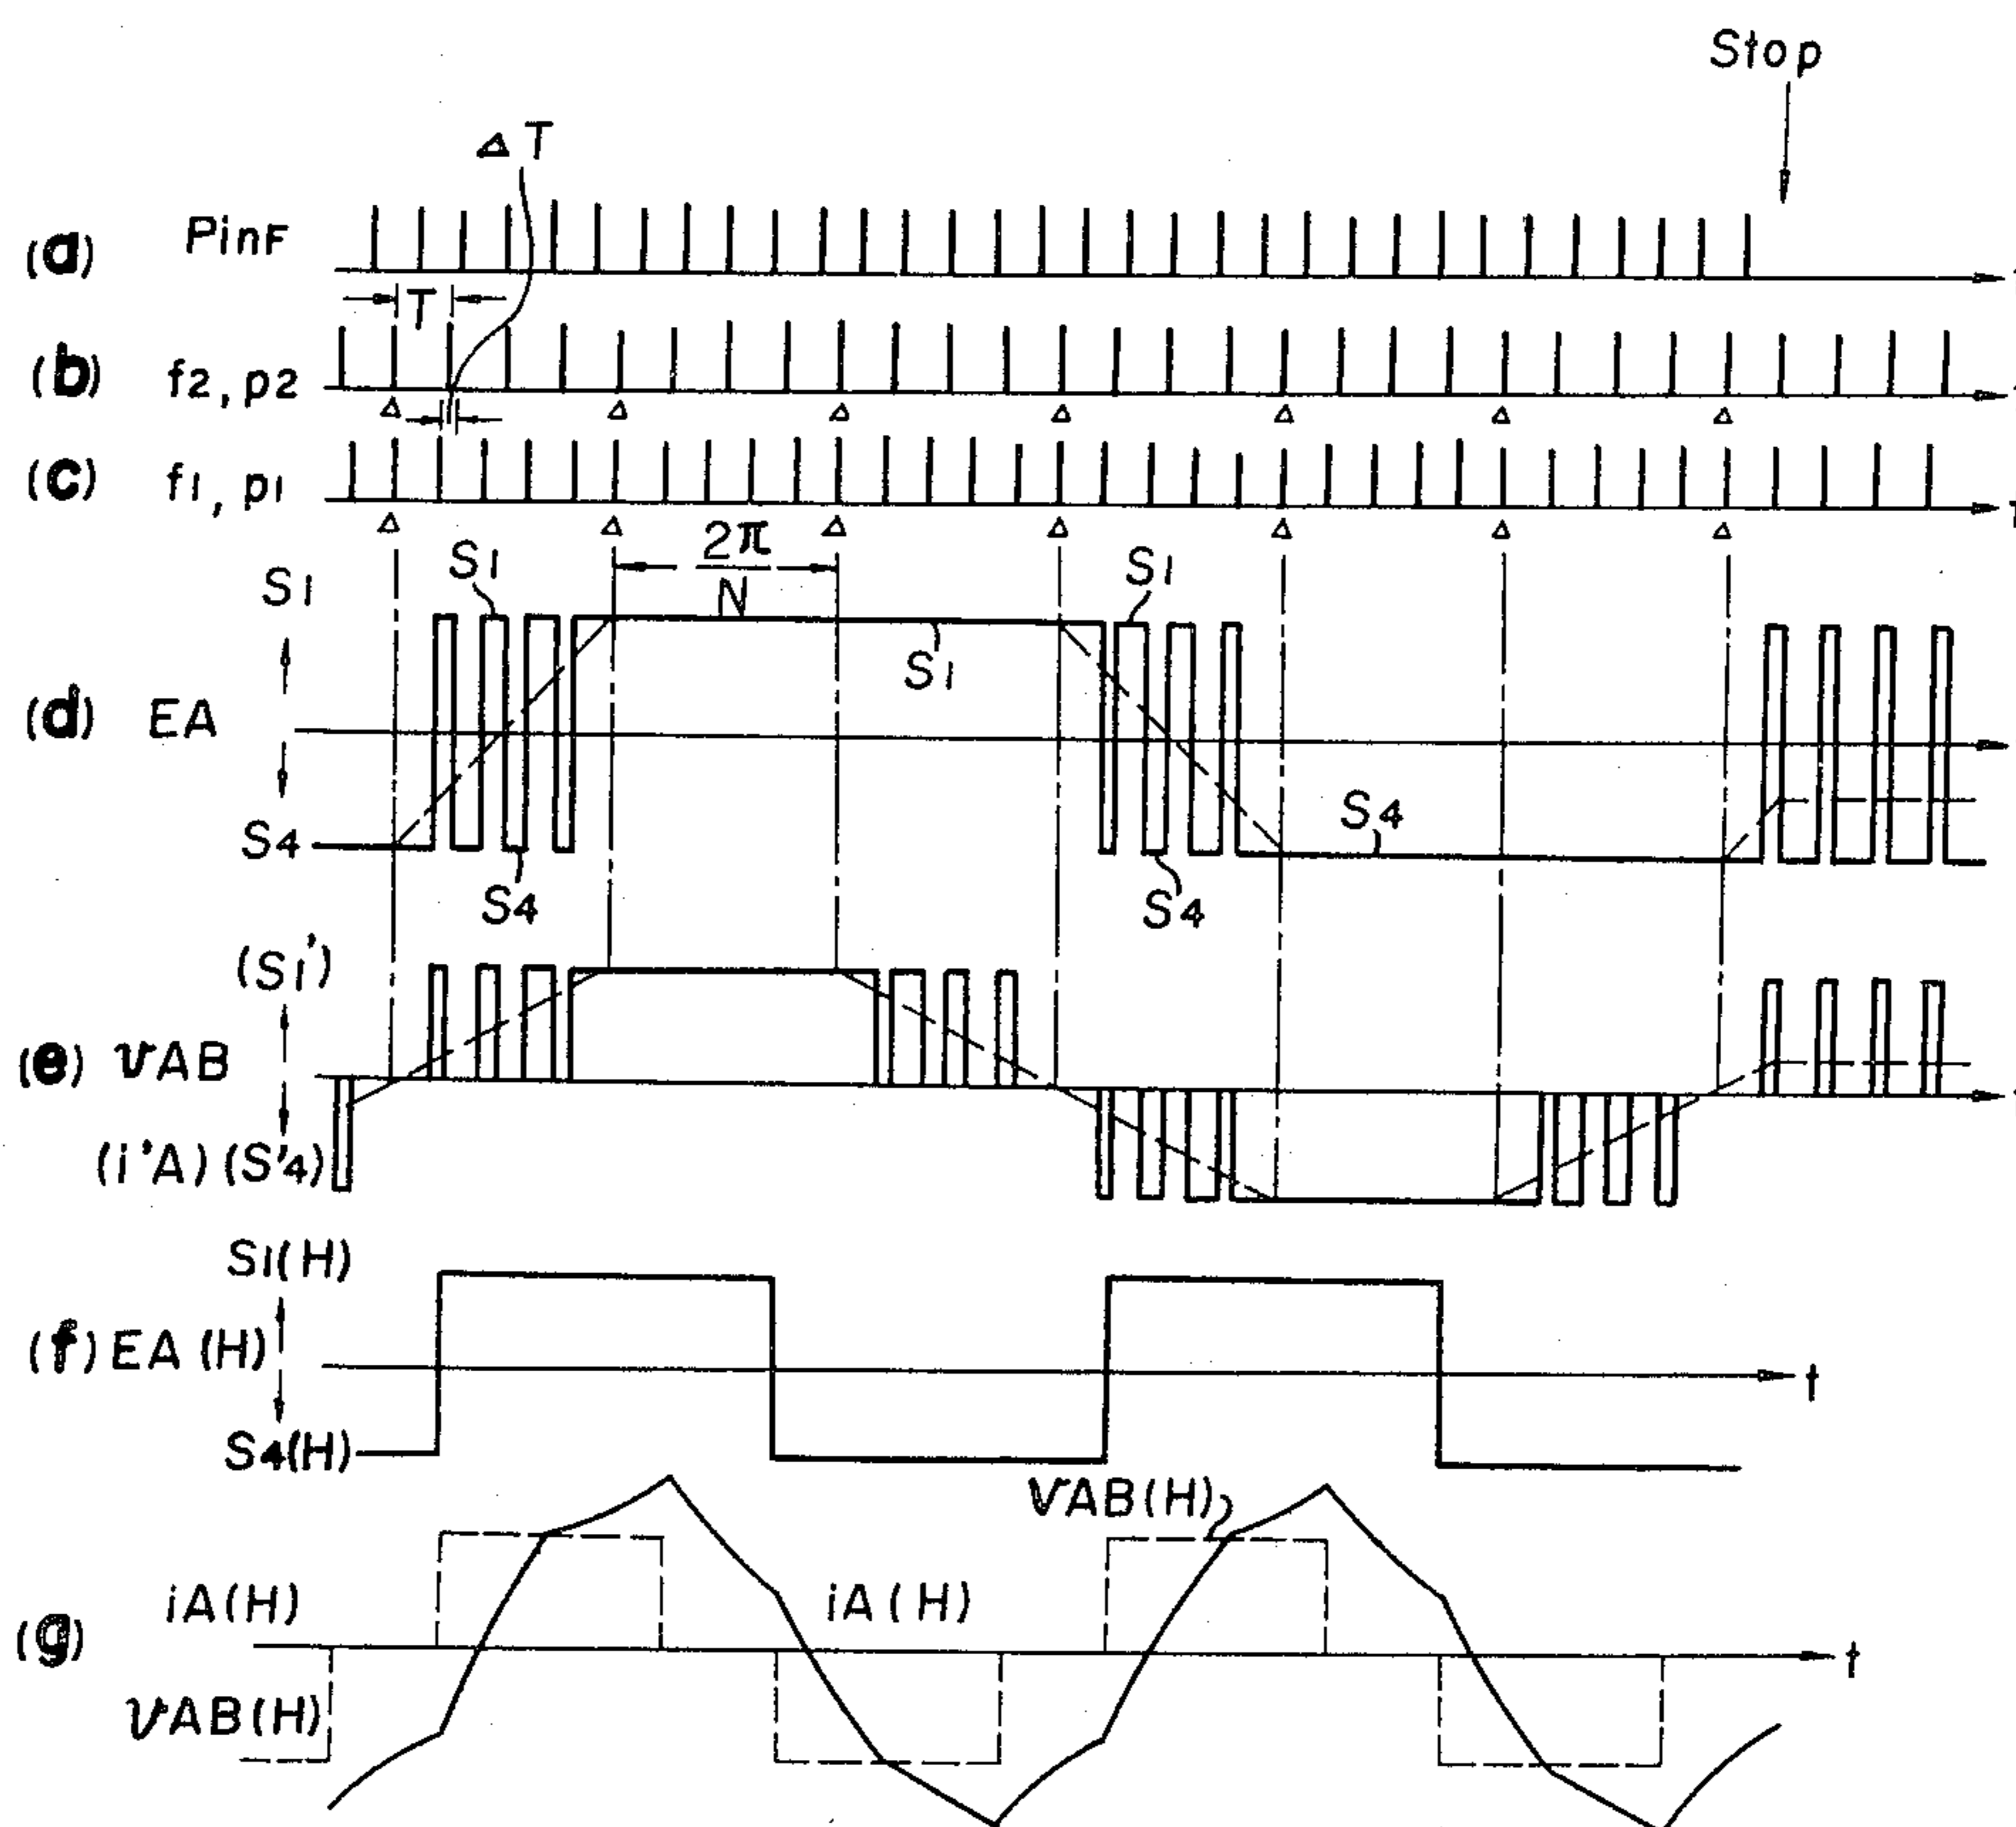 Stop
Δ T
(a) PinF
T
(b) f2, p2
Δ Δ Δ Δ Δ Δ Δ
(c) f1, p1
Δ Δ Δ Δ Δ Δ Δ
2π
N
S1 S1 S1
S1
(d) EA
S4 S4
S4 S4
(S1')
(e) VAB
(i'A) (S'4)
S1(H)
(f) EA (H) t
S4(H)
VAB(H)
iA(H) iA(H)
(g) t
VAB(H)